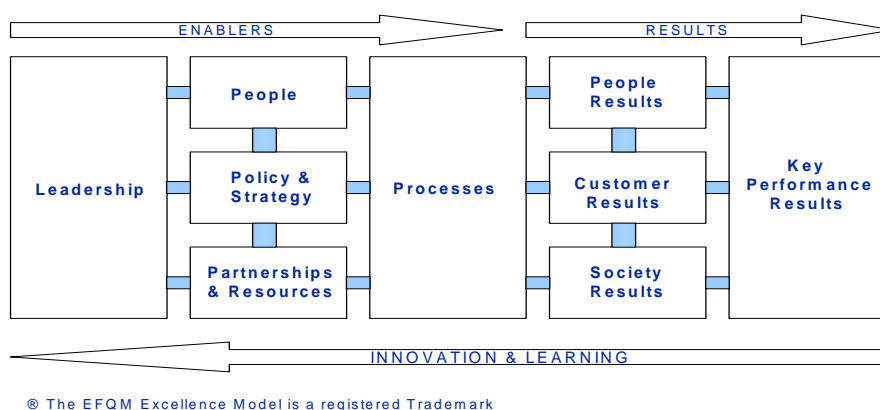 ENABLERS
RESULTS
Leadership
People
Policy &
Strategy
Partnerships
& Resources
Processes
People
Results
Customer
Results
Society
Results
Key
Performance
Results
INNOVATION & LEARNING
® The EFQM Excellence Model is a registered Trademark